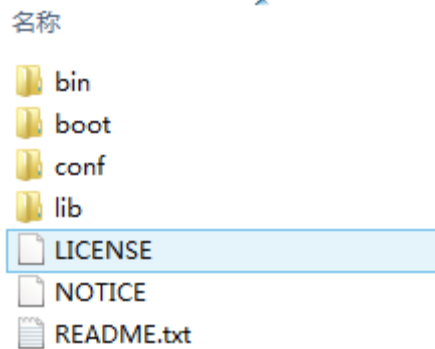 名称
bin
boot
conf
lib
LICENSE
NOTICE
README.txt